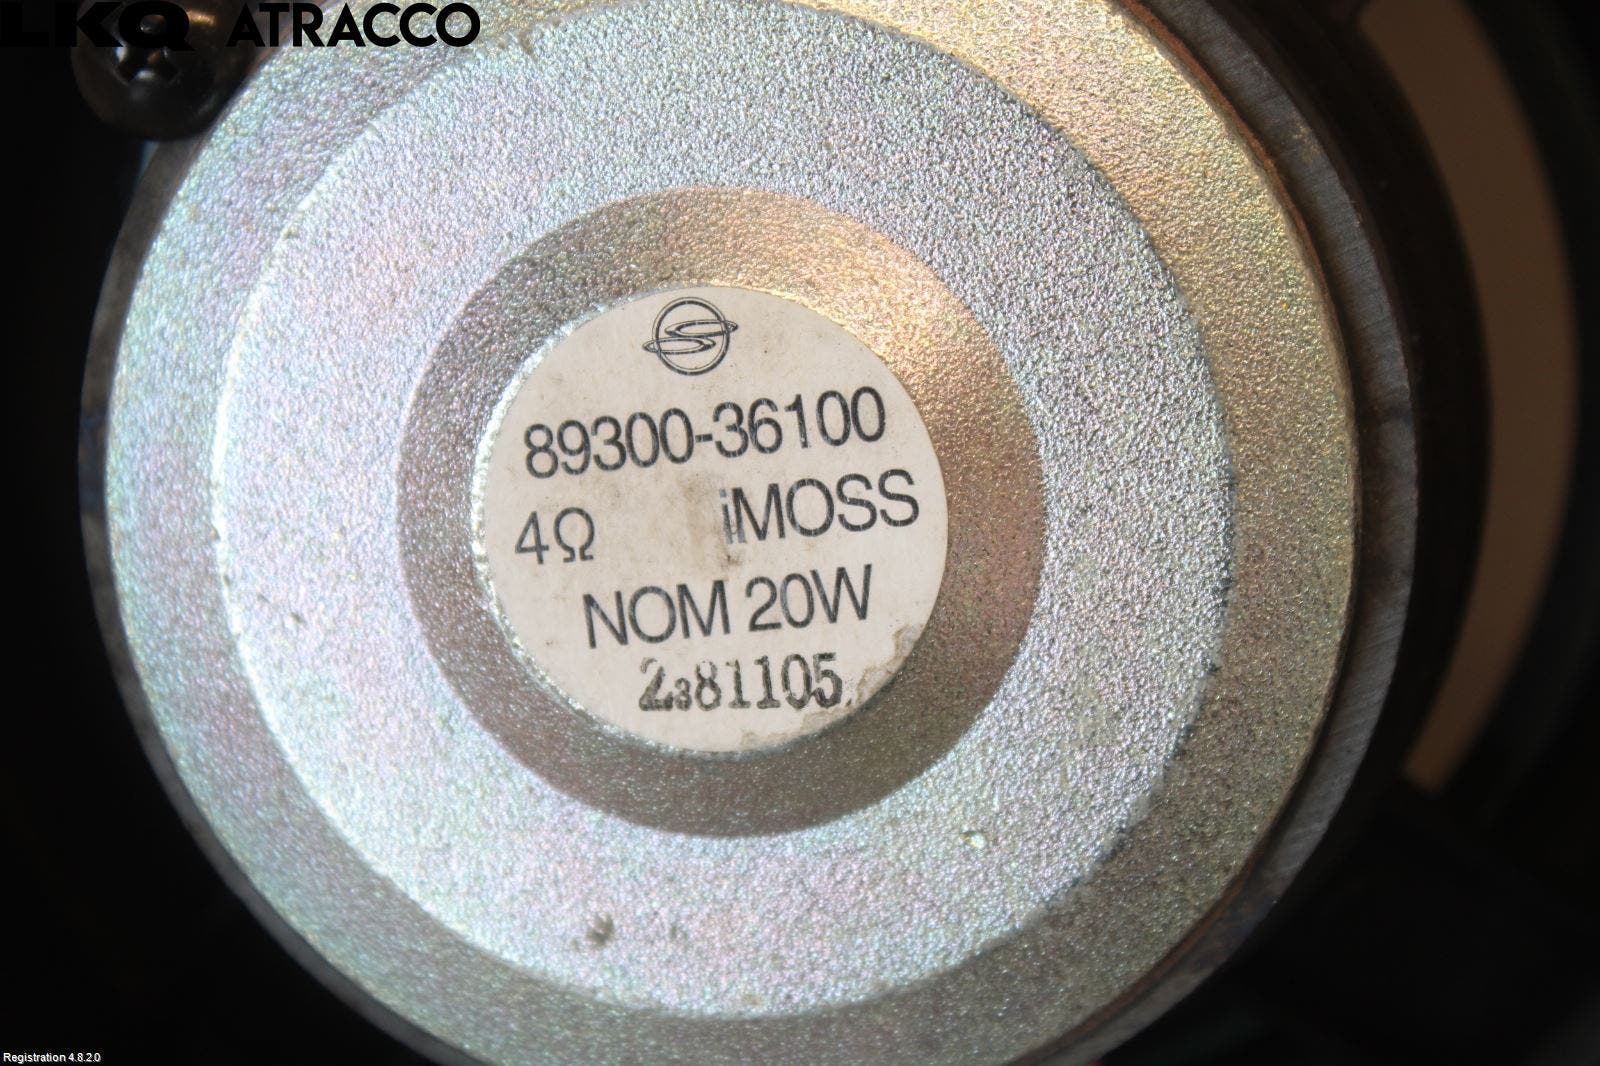 LKQ ATRACCO
89300-36100
4Ω iMOSS
NOM 20W
2381105
Registration 4.8.2.0